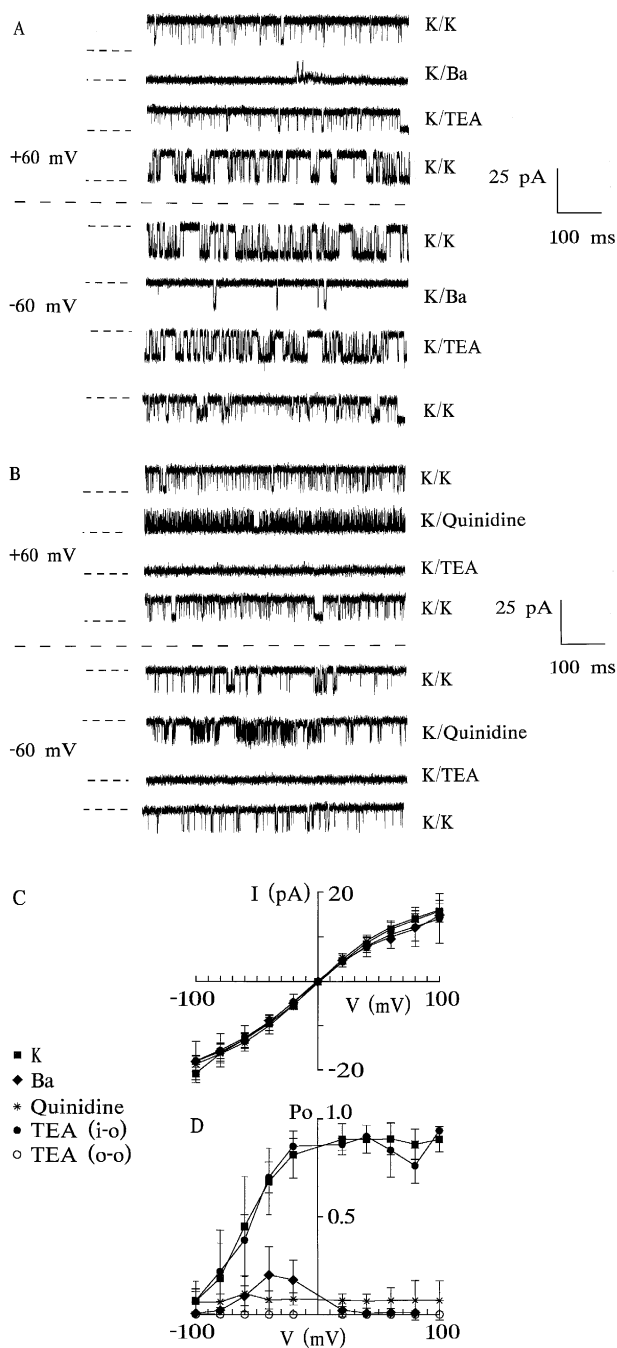 A
K/K
K/Ba
K/TEA
+60 mV
K/K
25 pA
100 ms
K/K
-60 mV
K/Ba
K/TEA
K/K
B
K/K
K/Quinidine
+60 mV
K/TEA
K/K
25 pA
100 ms
K/K
-60 mV
K/Quinidine
K/TEA
K/K
C
I (pA)
20
-100
V (mV)
100
-20
K
Ba
Quinidine
TEA (i-o)
TEA (o-o)
D
Po
1.0
0.5
-100
V (mV)
100